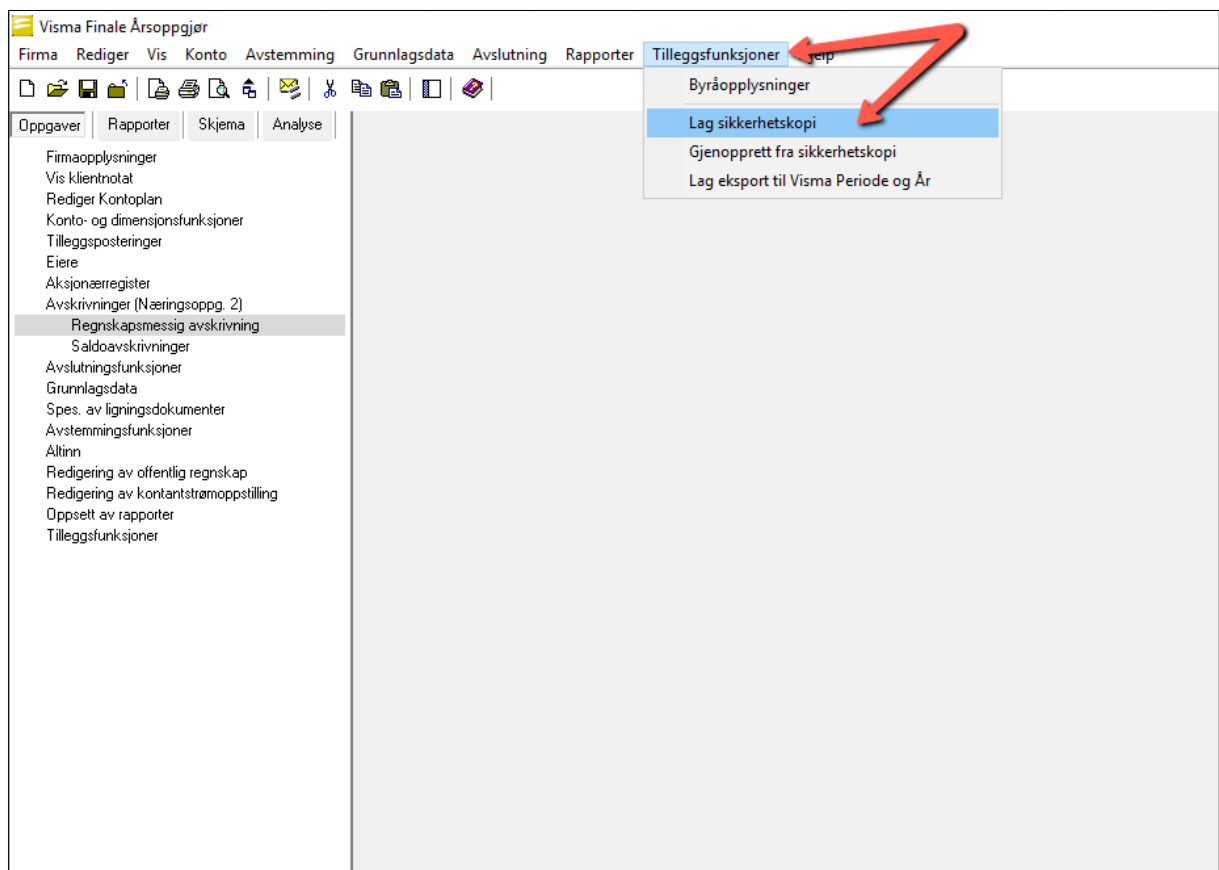 Visma Finale Årsoppgjør
Firma Rediger Vis Konto Avstemming Grunnlagsdata Avslutning Rapporter Tilleggsfunksjoner
Byråopplysninger
Lag sikkerhetskopi
Gjenopprett fra sikkerhetskopi
Lag eksport til Visma Periode og År
Oppgaver Rapporter Skjema Analyse
Firmaopplysninger
Vis klientnotat
Rediger Kontoplan
Konto- og dimensjonsfunksjoner
Tilleggsposteringer
Eiere
Aksjonærregister
Avskrivninger (Næringsoppg. 2)
Regnskapsmessig avskrivning
Saldoavskrivninger
Avslutningsfunksjoner
Grunnlagsdata
Spes. av ligningsdokumenter
Avstemmingsfunksjoner
Altinn
Redigering av offentlig regnskap
Redigering av kontantstrømoppstilling
Oppsett av rapporter
Tilleggsfunksjoner